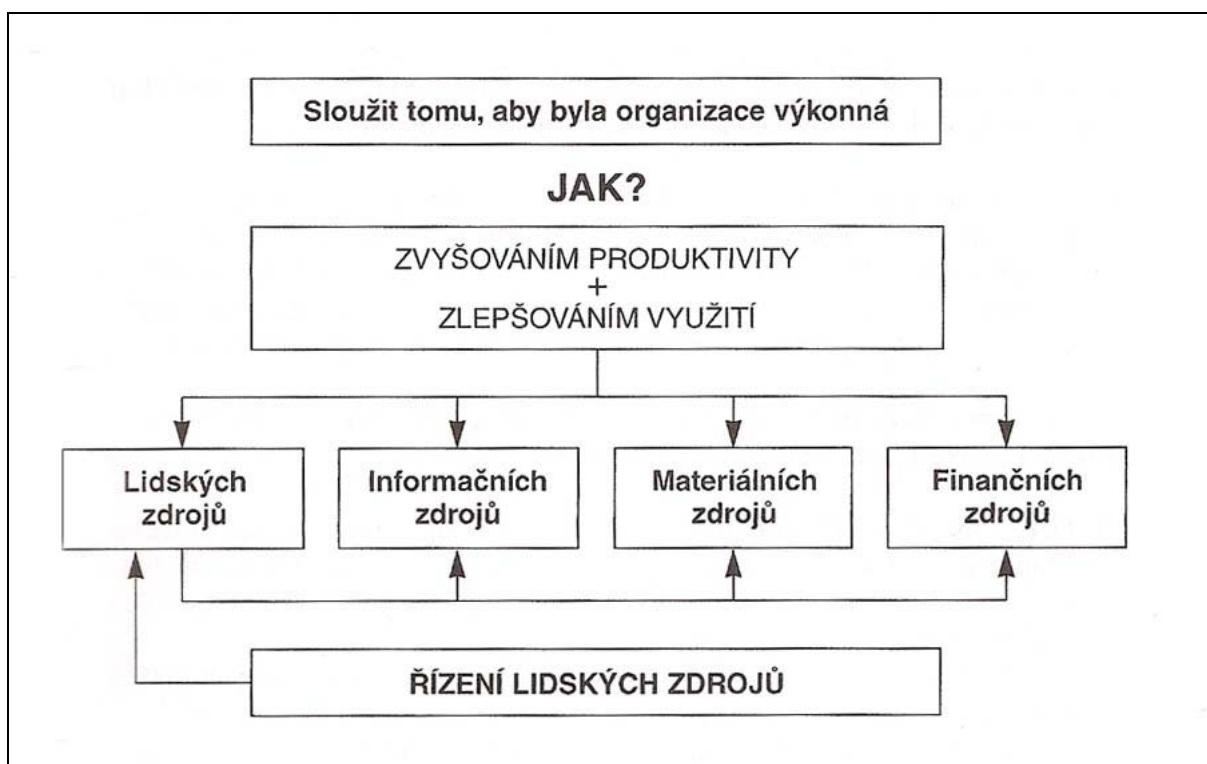 Sloužit tomu, aby byla organizace výkonná
JAK?
ZVYŠOVÁNÍM PRODUKTIVITY
+
ZLEPŠOVÁNÍM VYUŽITÍ
Lidských
zdrojů
Informačních
zdrojů
Materiálních
zdrojů
Finančních
zdrojů
ŘÍZENÍ LIDSKÝCH ZDROJŮ